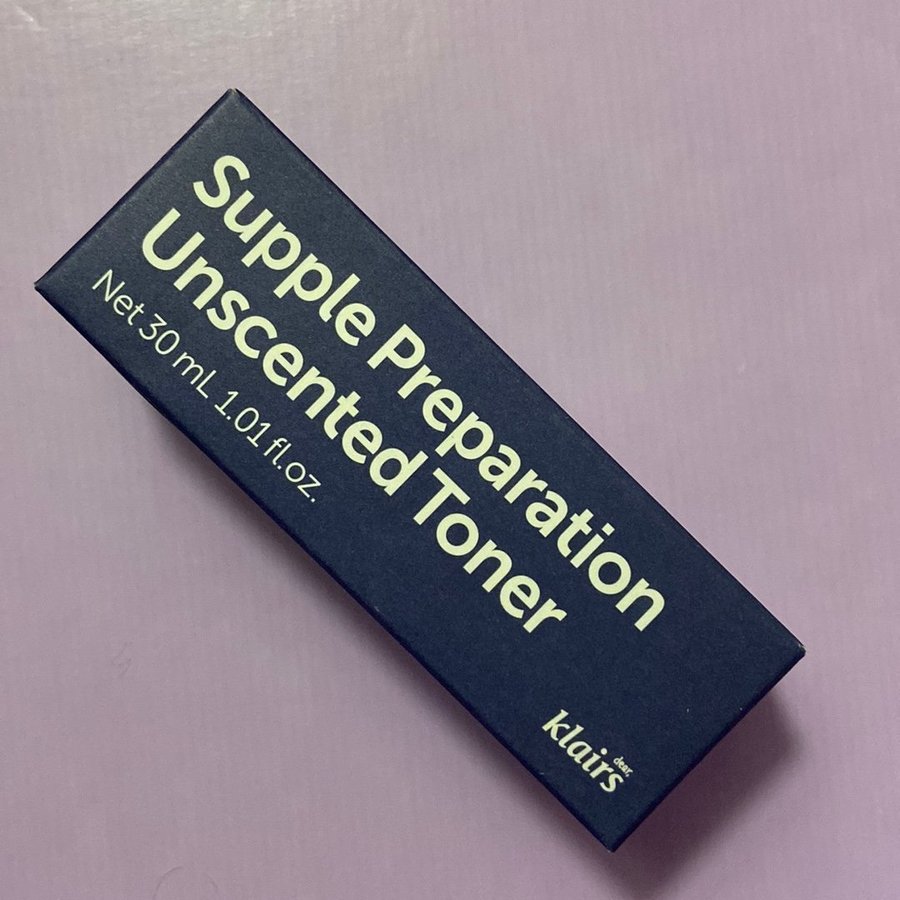 Supple Preparation
Unscented Toner
Net 30 mL 1.01 fl.oz.
dear,
klairs